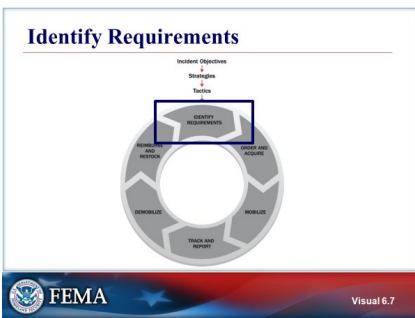 Identify Requirements
Incident Objectives
Strategies
Tactics
IDENTIFY
REQUIREMENTS
ORDER AND
ACQUIRE
MOBILIZE
TRACK AND
REPORT
DEMOBILIZE
REIMBURSE
AND
RESTOCK
FEMA
Visual 6.7